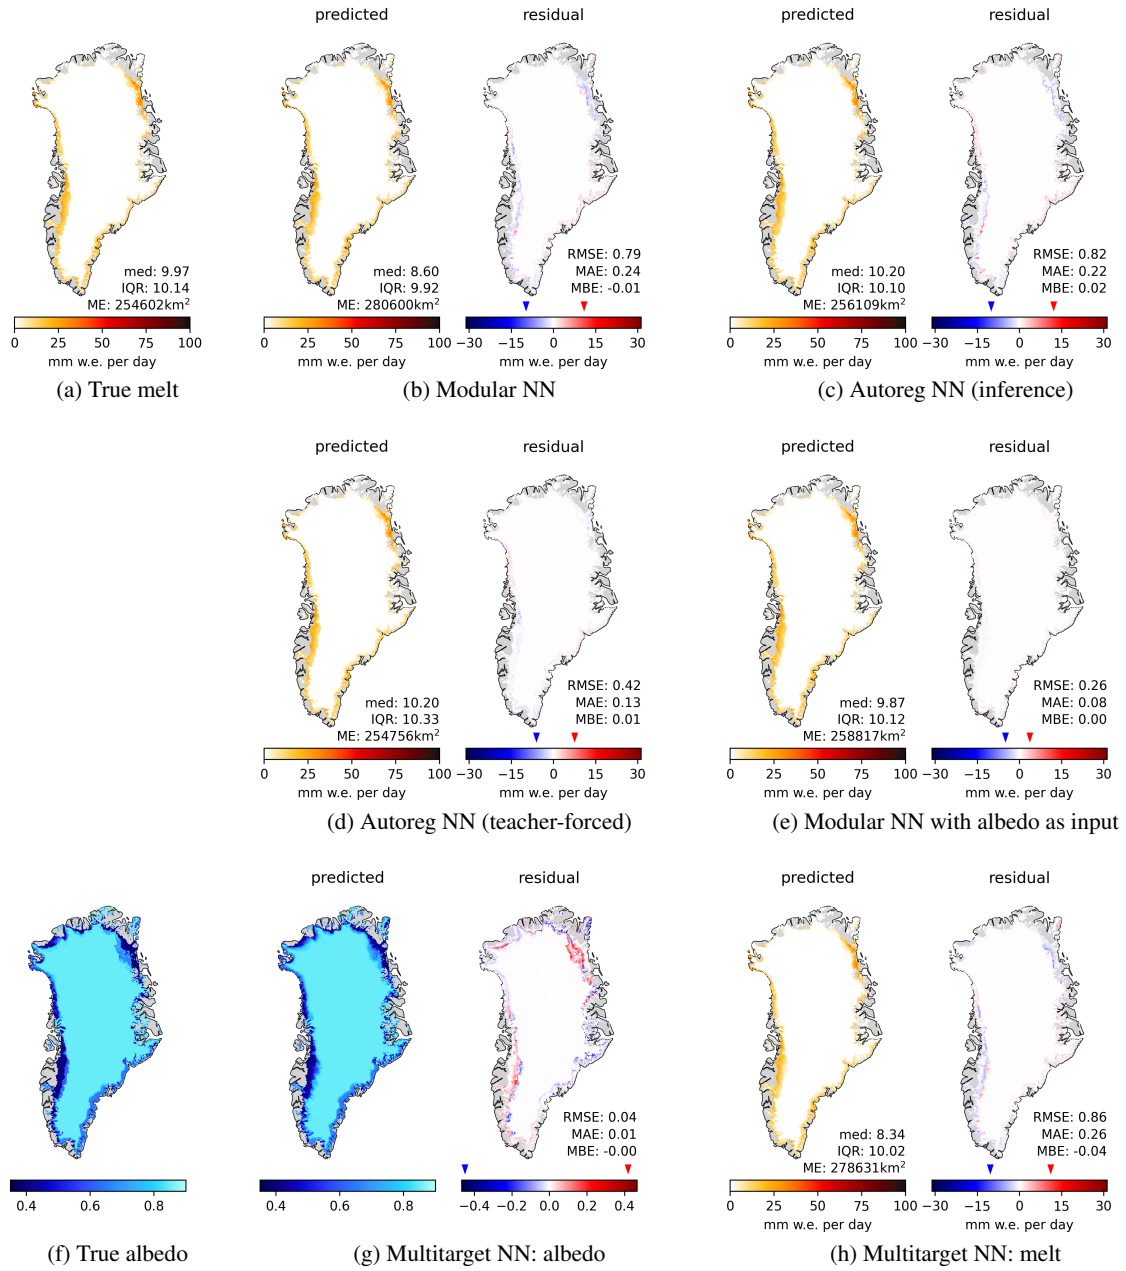 predicted
residual
predicted
residual
med: 9.97
IQR: 10.14
ME: 254602km²
0 25 50 75 100
mm w.e. per day
(a) True melt
med: 8.60
IQR: 9.92
ME: 280600km²
0 25 50 75 100
mm w.e. per day
RMSE: 0.79
MAE: 0.24
MBE: -0.01
−30 −15 0 15 30
mm w.e. per day
(b) Modular NN
med: 10.20
IQR: 10.10
ME: 256109km²
0 25 50 75 100
mm w.e. per day
RMSE: 0.82
MAE: 0.22
MBE: 0.02
−30 −15 0 15 30
mm w.e. per day
(c) Autoreg NN (inference)
predicted
residual
predicted
residual
med: 10.20
IQR: 10.33
ME: 254756km²
0 25 50 75 100
mm w.e. per day
RMSE: 0.42
MAE: 0.13
MBE: 0.01
−30 −15 0 15 30
mm w.e. per day
(d) Autoreg NN (teacher-forced)
med: 9.87
IQR: 10.12
ME: 258817km²
0 25 50 75 100
mm w.e. per day
RMSE: 0.26
MAE: 0.08
MBE: 0.00
−30 −15 0 15 30
mm w.e. per day
(e) Modular NN with albedo as input
predicted
residual
predicted
residual
0.4 0.6 0.8
(f) True albedo
0.4 0.6 0.8
RMSE: 0.04
MAE: 0.01
MBE: -0.00
−0.4 −0.2 0.0 0.2 0.4
(g) Multitarget NN: albedo
med: 8.34
IQR: 10.02
ME: 278631km²
0 25 50 75 100
mm w.e. per day
RMSE: 0.86
MAE: 0.26
MBE: -0.04
−30 −15 0 15 30
mm w.e. per day
(h) Multitarget NN: melt